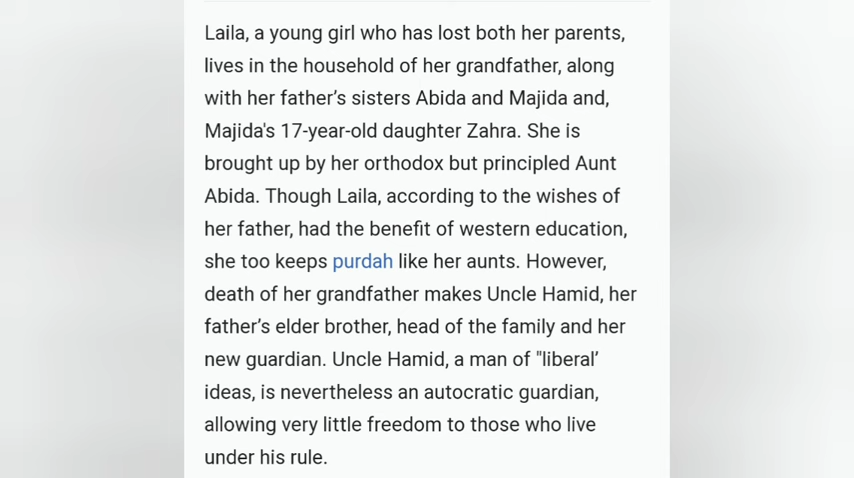 Laila, a young girl who has lost both her parents,
lives in the household of her grandfather, along
with her father’s sisters Abida and Majida and,
Majida's 17-year-old daughter Zahra. She is
brought up by her orthodox but principled Aunt
Abida. Though Laila, according to the wishes of
her father, had the benefit of western education,
she too keeps purdah like her aunts. However,
death of her grandfather makes Uncle Hamid, her
father’s elder brother, head of the family and her
new guardian. Uncle Hamid, a man of "liberal’
ideas, is nevertheless an autocratic guardian,
allowing very little freedom to those who live
under his rule.